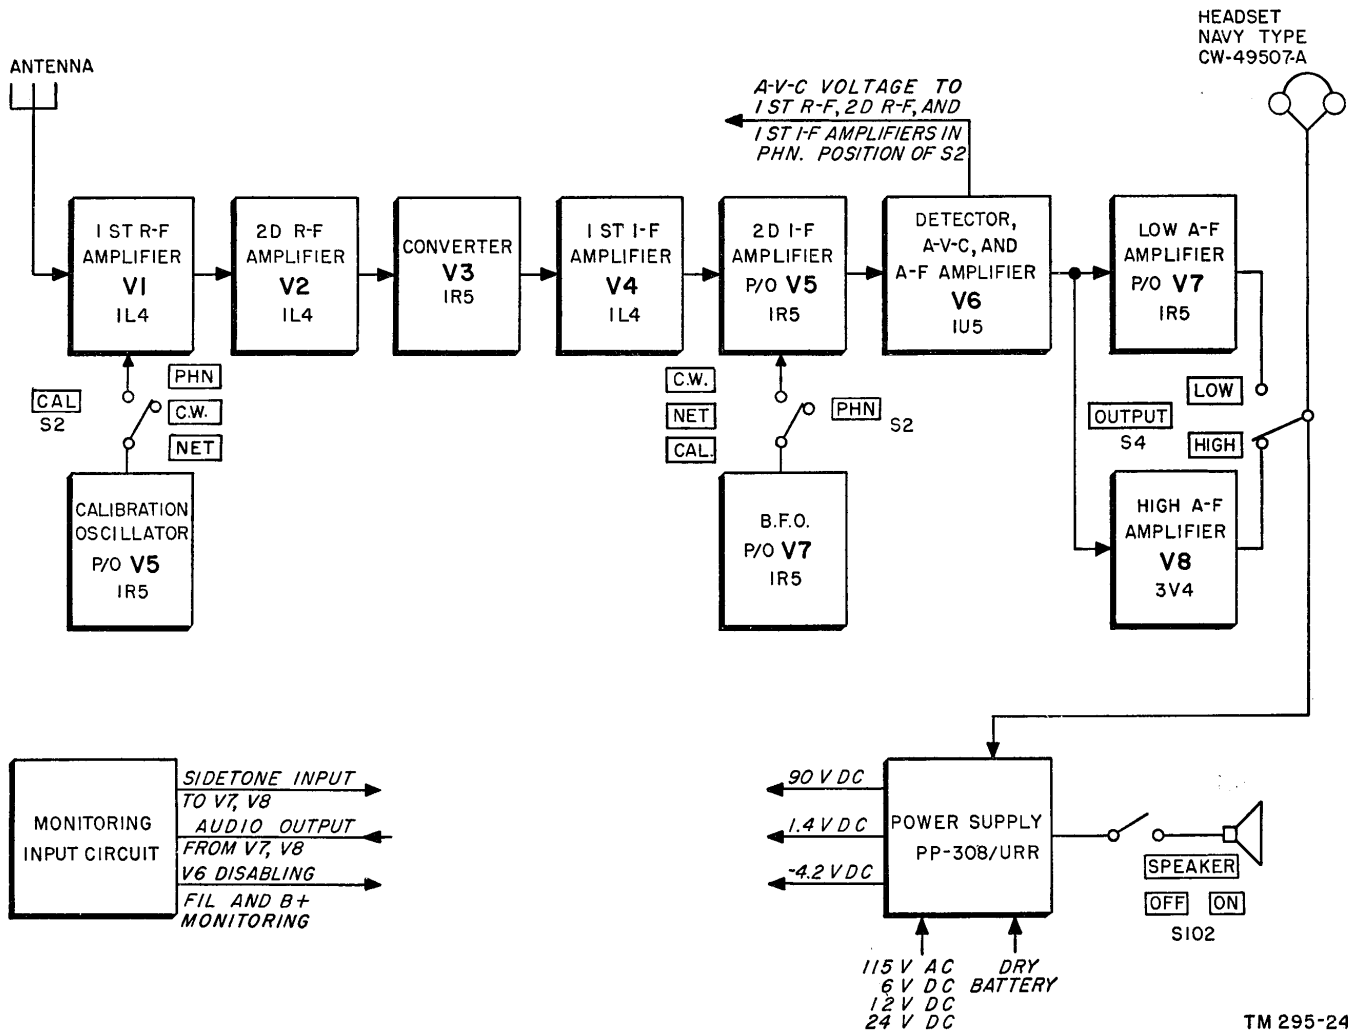 HEADSET
NAVY TYPE
CW-49507-A
ANTENNA
A-V-C VOLTAGE TO
1 ST R-F, 2D R-F, AND
1 ST I-F AMPLIFIERS IN
PHN. POSITION OF S2
1 ST R-F
AMPLIFIER
V1
1L4
2D R-F
AMPLIFIER
V2
1L4
CONVERTER
V3
1R5
1 ST I-F
AMPLIFIER
V4
1L4
2D I-F
AMPLIFIER
P/O V5
1R5
DETECTOR,
A-V-C, AND
A-F AMPLIFIER
V6
1U5
LOW A-F
AMPLIFIER
P/O V7
1R5
CAL
S2
PHN
C.W.
NET
C.W.
NET
CAL.
PHN
S2
OUTPUT
S4
LOW
HIGH
CALIBRATION
OSCILLATOR
P/O V5
1R5
B.F.O.
P/O V7
1R5
HIGH A-F
AMPLIFIER
V8
3V4
MONITORING
INPUT CIRCUIT
SIDETONE INPUT
TO V7, V8
AUDIO OUTPUT
FROM V7, V8
V6 DISABLING
FIL AND B+
MONITORING
90 V DC
1.4 V DC
-4.2 V DC
POWER SUPPLY
PP-308/URR
SPEAKER
OFF ON
S102
115 V AC
6 V DC
12 V DC
24 V DC
DRY
BATTERY
TM 295-24